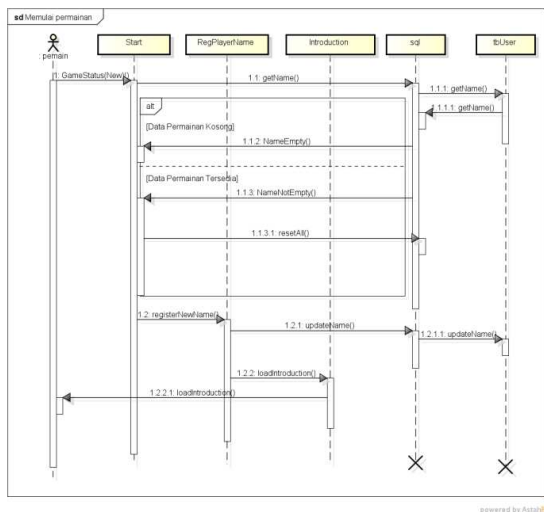 sd Memulai permainan
: pemain
Start
RegPlayerName
Introduction
sql
tbUser
1: GameStatus(New)()
1.1: getName()
1.1.1: getName()
1.1.1.1: getName()
alt
[Data Permainan Kosong]
1.1.2: NameEmpty()
[Data Permainan Tersedia]
1.1.3: NameNotEmpty()
1.1.3.1: resetAll()
1.2: registerNewName()
1.2.1: updateName()
1.2.1.1: updateName()
1.2.2: loadIntroduction()
1.2.2.1: loadIntroduction()
powered by Astah